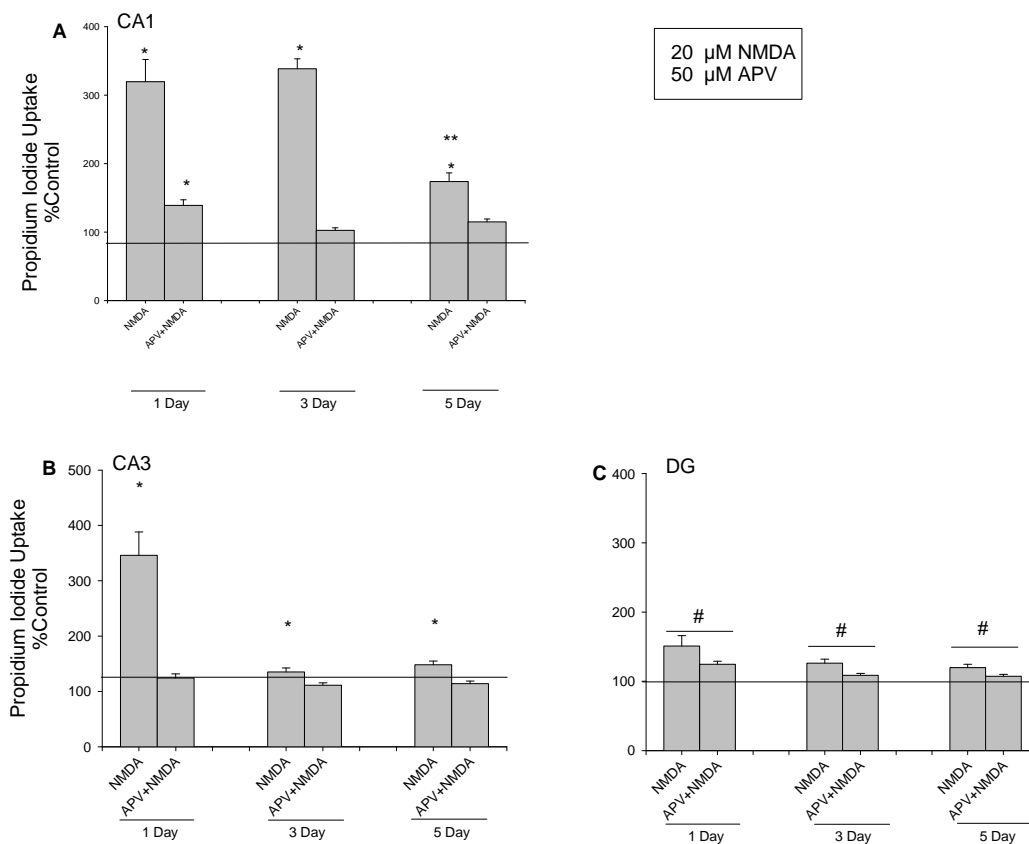 A CA1
20 µM NMDA
50 µM APV
Propidium Iodide Uptake
%Control
400
300
200
100
0
*
*
*
**
*
NMDA
APV+NMDA
NMDA
APV+NMDA
NMDA
APV+NMDA
1 Day
3 Day
5 Day
B CA3
Propidium Iodide Uptake
%Control
500
400
300
200
100
0
*
*
*
NMDA
APV+NMDA
NMDA
APV+NMDA
NMDA
APV+NMDA
1 Day
3 Day
5 Day
C DG
400
300
200
100
0
#
#
#
NMDA
APV+NMDA
NMDA
APV+NMDA
NMDA
APV+NMDA
1 Day
3 Day
5 Day